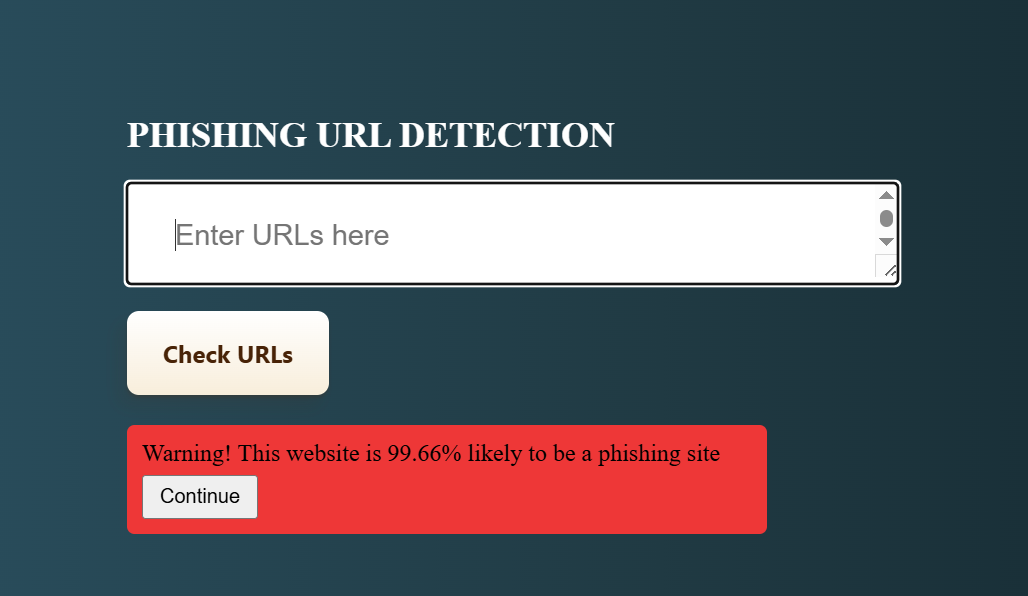 PHISHING URL DETECTION
Enter URLs here
Check URLs
Warning! This website is 99.66% likely to be a phishing site
Continue